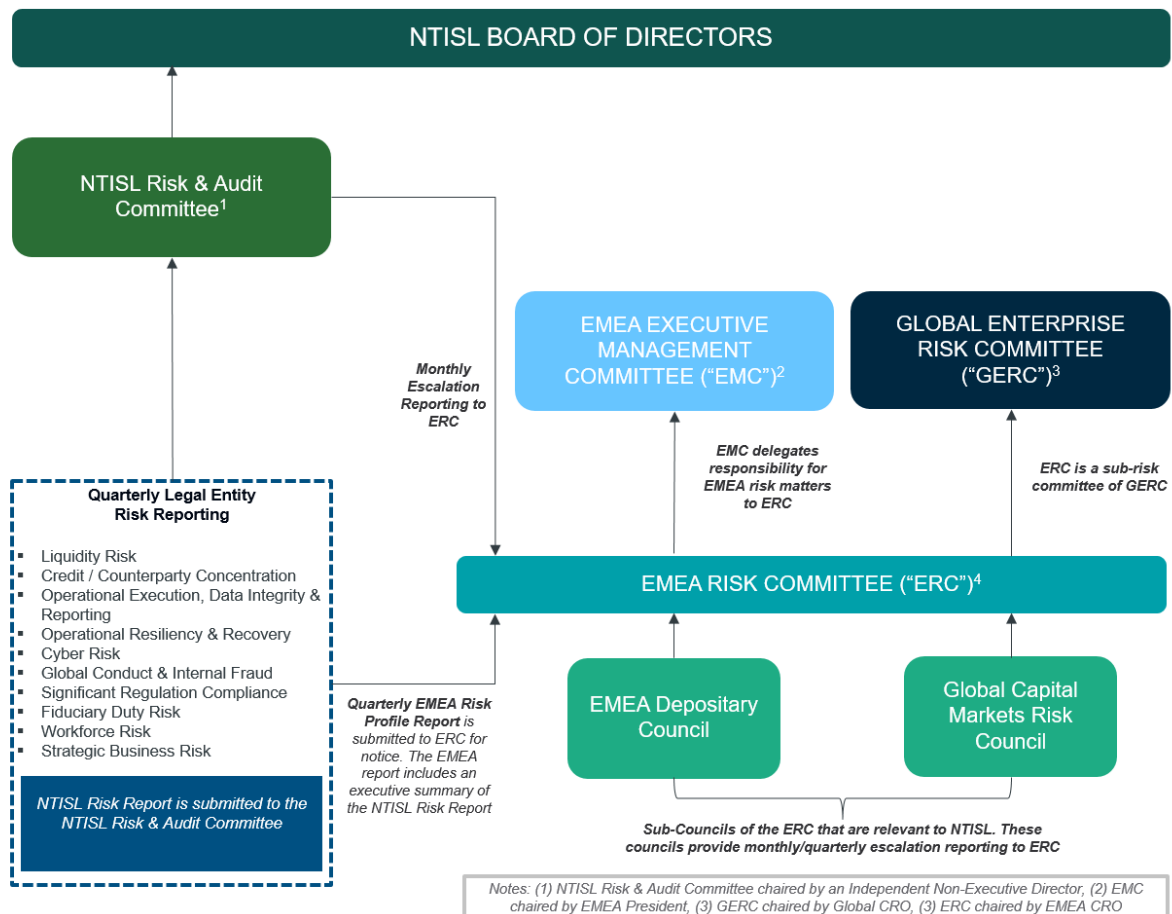 NTISL BOARD OF DIRECTORS
NTISL Risk & Audit
Committee1
EMEA EXECUTIVE
MANAGEMENT
COMMITTEE (“EMC”)2
GLOBAL ENTERPRISE
RISK COMMITTEE
(“GERC”)3
Monthly
Escalation
Reporting to
ERC
EMC delegates
responsibility for
EMEA risk matters
to ERC
ERC is a sub-risk
committee of GERC
Quarterly Legal Entity
Risk Reporting
▪ Liquidity Risk
▪ Credit / Counterparty Concentration
▪ Operational Execution, Data Integrity &
Reporting
▪ Operational Resiliency & Recovery
▪ Cyber Risk
▪ Global Conduct & Internal Fraud
▪ Significant Regulation Compliance
▪ Fiduciary Duty Risk
▪ Workforce Risk
▪ Strategic Business Risk
NTISL Risk Report is submitted to the
NTISL Risk & Audit Committee
EMEA RISK COMMITTEE (“ERC”)4
Quarterly EMEA Risk
Profile Report is
submitted to ERC for
notice. The EMEA
report includes an
executive summary of
the NTISL Risk Report
EMEA Depositary
Council
Global Capital
Markets Risk
Council
Sub-Councils of the ERC that are relevant to NTISL. These
councils provide monthly/quarterly escalation reporting to ERC
Notes: (1) NTISL Risk & Audit Committee chaired by an Independent Non-Executive Director, (2) EMC
chaired by EMEA President, (3) GERC chaired by Global CRO, (3) ERC chaired by EMEA CRO